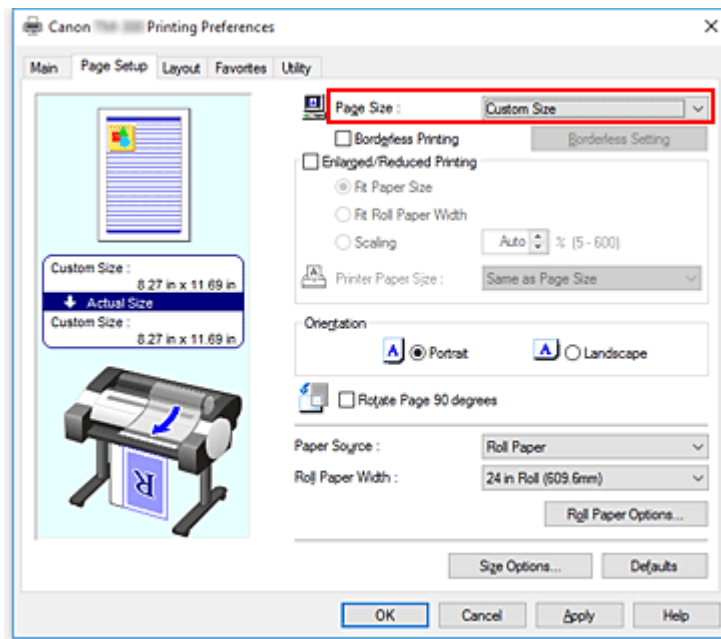 Canon Printing Preferences
Main Page Setup Layout Favorites Utility
Page Size : Custom Size
Borderless Printing Borderless Setting
Enlarged/Reduced Printing
Fit Paper Size
Fit Roll Paper Width
Scaling Auto % (5 - 600)
Printer Paper Size : Same as Page Size
Custom Size :
8.27 in x 11.69 in
Actual Size
Custom Size :
8.27 in x 11.69 in
Orientation
A Portrait A Landscape
Rotate Page 90 degrees
Paper Source : Roll Paper
Roll Paper Width : 24 in Roll (609.6mm)
R
Roll Paper Options...
Size Options... Defaults
OK Cancel Apply Help